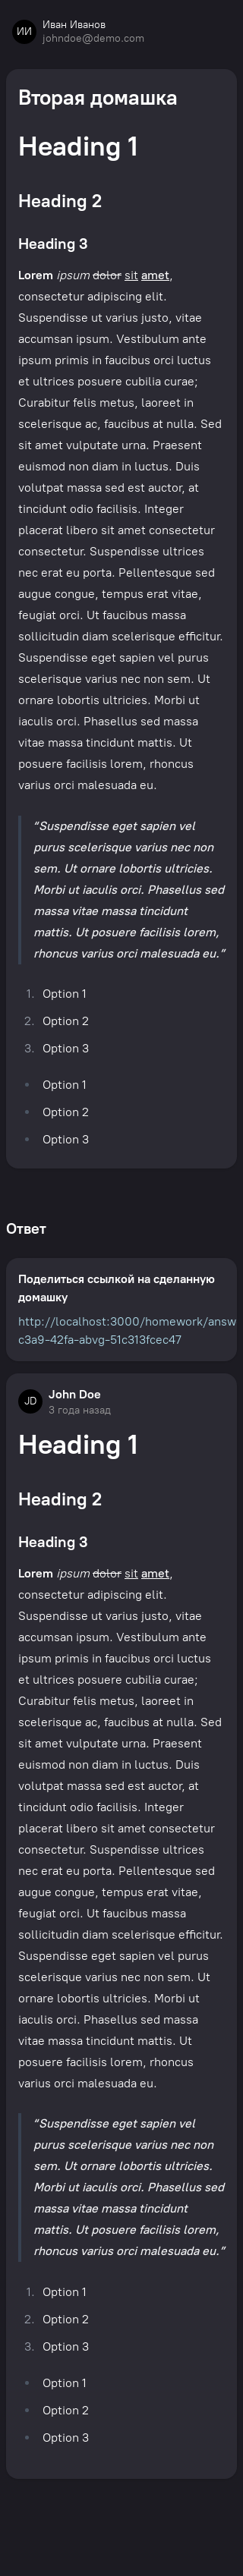 ИИ
Иван Иванов
johndoe@demo.com
Вторая домашка
Heading 1
Heading 2
Heading 3
Lorem ipsum dolor sit amet,
consectetur adipiscing elit.
Suspendisse ut varius justo, vitae
accumsan ipsum. Vestibulum ante
ipsum primis in faucibus orci luctus
et ultrices posuere cubilia curae;
Curabitur felis metus, laoreet in
scelerisque ac, faucibus at nulla. Sed
sit amet vulputate urna. Praesent
euismod non diam in luctus. Duis
volutpat massa sed est auctor, at
tincidunt odio facilisis. Integer
placerat libero sit amet consectetur
consectetur. Suspendisse ultrices
nec erat eu porta. Pellentesque sed
augue congue, tempus erat vitae,
feugiat orci. Ut faucibus massa
sollicitudin diam scelerisque efficitur.
Suspendisse eget sapien vel purus
scelerisque varius nec non sem. Ut
ornare lobortis ultricies. Morbi ut
iaculis orci. Phasellus sed massa
vitae massa tincidunt mattis. Ut
posuere facilisis lorem, rhoncus
varius orci malesuada eu.
“Suspendisse eget sapien vel
purus scelerisque varius nec non
sem. Ut ornare lobortis ultricies.
Morbi ut iaculis orci. Phasellus sed
massa vitae massa tincidunt
mattis. Ut posuere facilisis lorem,
rhoncus varius orci malesuada eu.”
1. Option 1
2. Option 2
3. Option 3
• Option 1
• Option 2
• Option 3
Ответ
Поделиться ссылкой на сделанную
домашку
http://localhost:3000/homework/answ
c3a9-42fa-abvg-51c313fcec47
JD
John Doe
3 года назад
Heading 1
Heading 2
Heading 3
Lorem ipsum dolor sit amet,
consectetur adipiscing elit.
Suspendisse ut varius justo, vitae
accumsan ipsum. Vestibulum ante
ipsum primis in faucibus orci luctus
et ultrices posuere cubilia curae;
Curabitur felis metus, laoreet in
scelerisque ac, faucibus at nulla. Sed
sit amet vulputate urna. Praesent
euismod non diam in luctus. Duis
volutpat massa sed est auctor, at
tincidunt odio facilisis. Integer
placerat libero sit amet consectetur
consectetur. Suspendisse ultrices
nec erat eu porta. Pellentesque sed
augue congue, tempus erat vitae,
feugiat orci. Ut faucibus massa
sollicitudin diam scelerisque efficitur.
Suspendisse eget sapien vel purus
scelerisque varius nec non sem. Ut
ornare lobortis ultricies. Morbi ut
iaculis orci. Phasellus sed massa
vitae massa tincidunt mattis. Ut
posuere facilisis lorem, rhoncus
varius orci malesuada eu.
“Suspendisse eget sapien vel
purus scelerisque varius nec non
sem. Ut ornare lobortis ultricies.
Morbi ut iaculis orci. Phasellus sed
massa vitae massa tincidunt
mattis. Ut posuere facilisis lorem,
rhoncus varius orci malesuada eu.”
1. Option 1
2. Option 2
3. Option 3
• Option 1
• Option 2
• Option 3